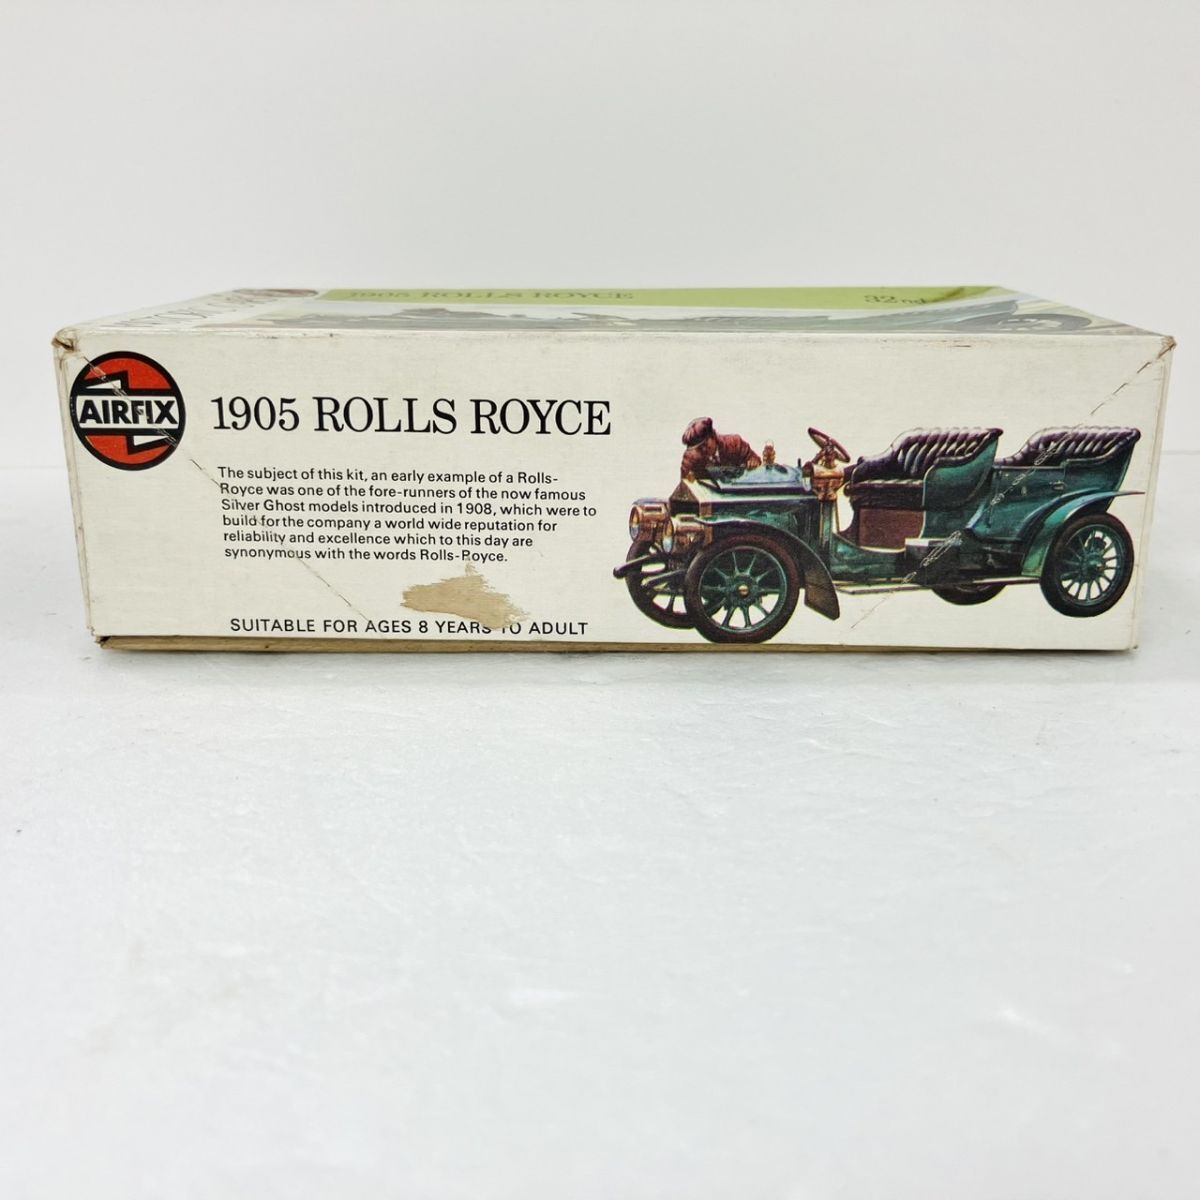 1905 ROLLS ROYCE
32nd
AIRFIX
1905 ROLLS ROYCE
The subject of this kit, an early example of a Rolls-
Royce was one of the fore-runners of the now famous
Silver Ghost models introduced in 1908, which were to
build for the company a world wide reputation for
reliability and excellence which to this day are
synonymous with the words Rolls-Royce.
SUITABLE FOR AGES 8 YEARS TO ADULT